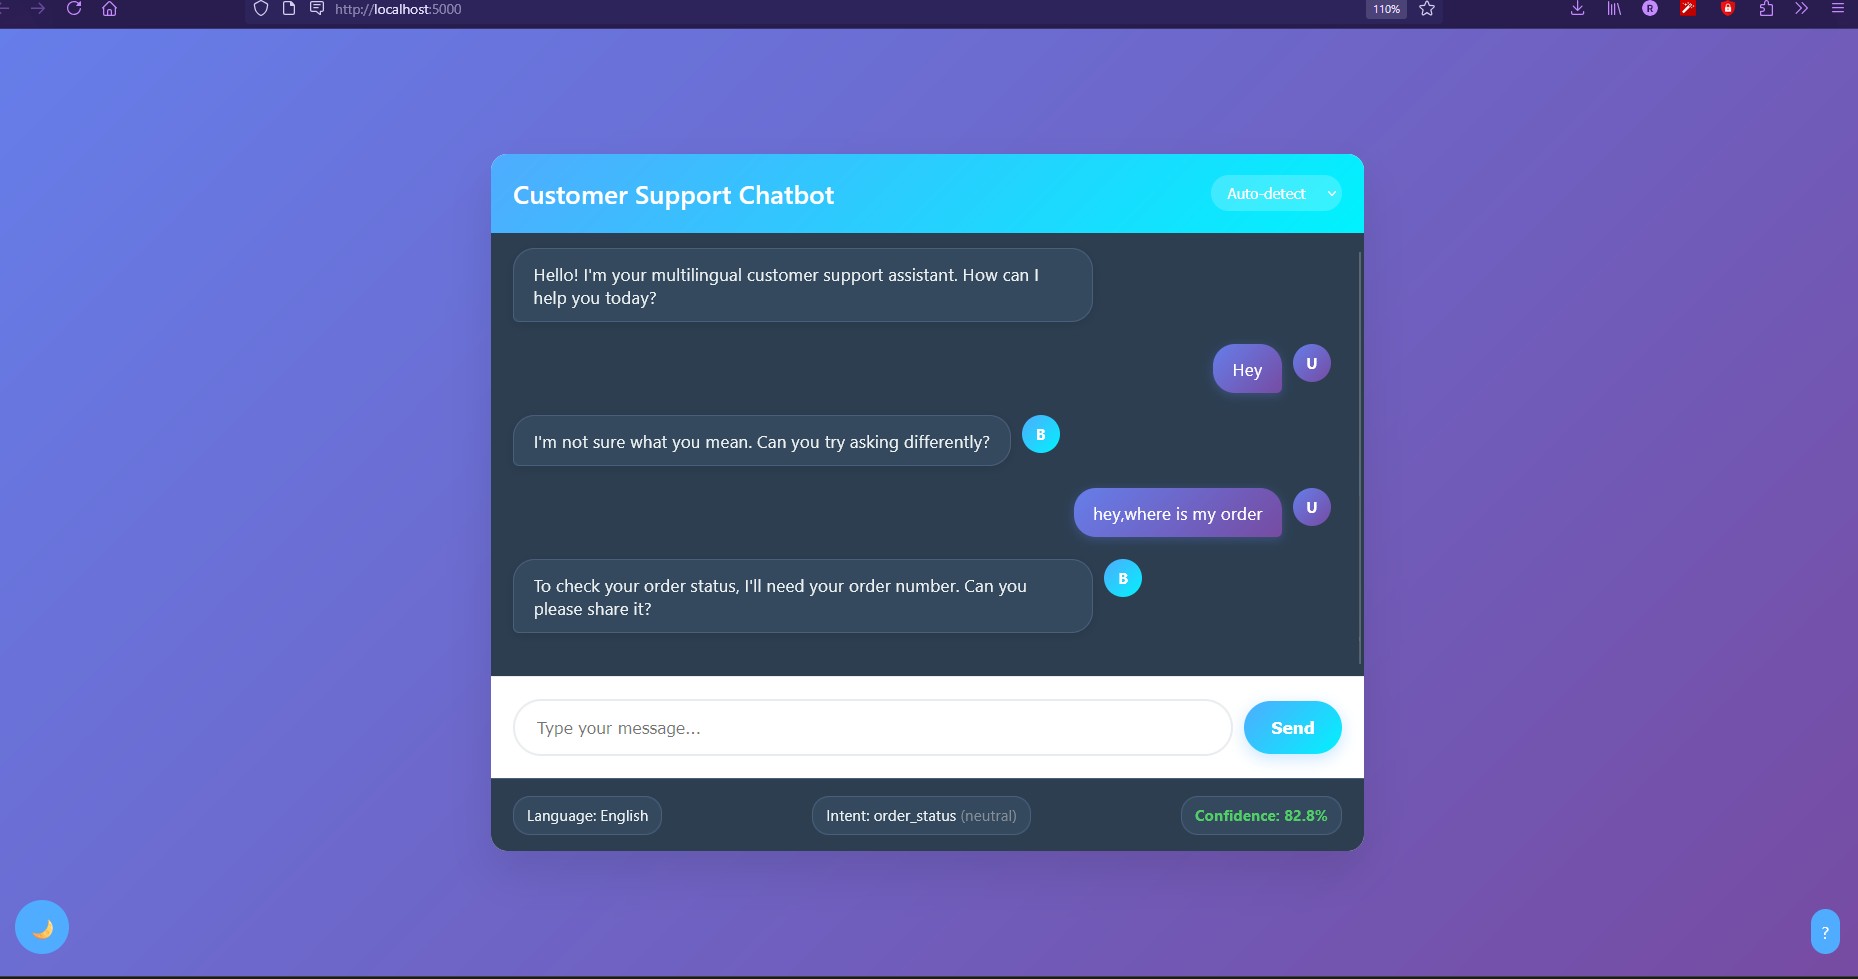 http://localhost:5000
110%
R
Customer Support Chatbot
Auto-detect
Hello! I'm your multilingual customer support assistant. How can I
help you today?
Hey
U
I'm not sure what you mean. Can you try asking differently?
B
hey,where is my order
U
To check your order status, I'll need your order number. Can you
please share it?
B
Type your message...
Send
Language: English
Intent: order_status (neutral)
Confidence: 82.8%
?